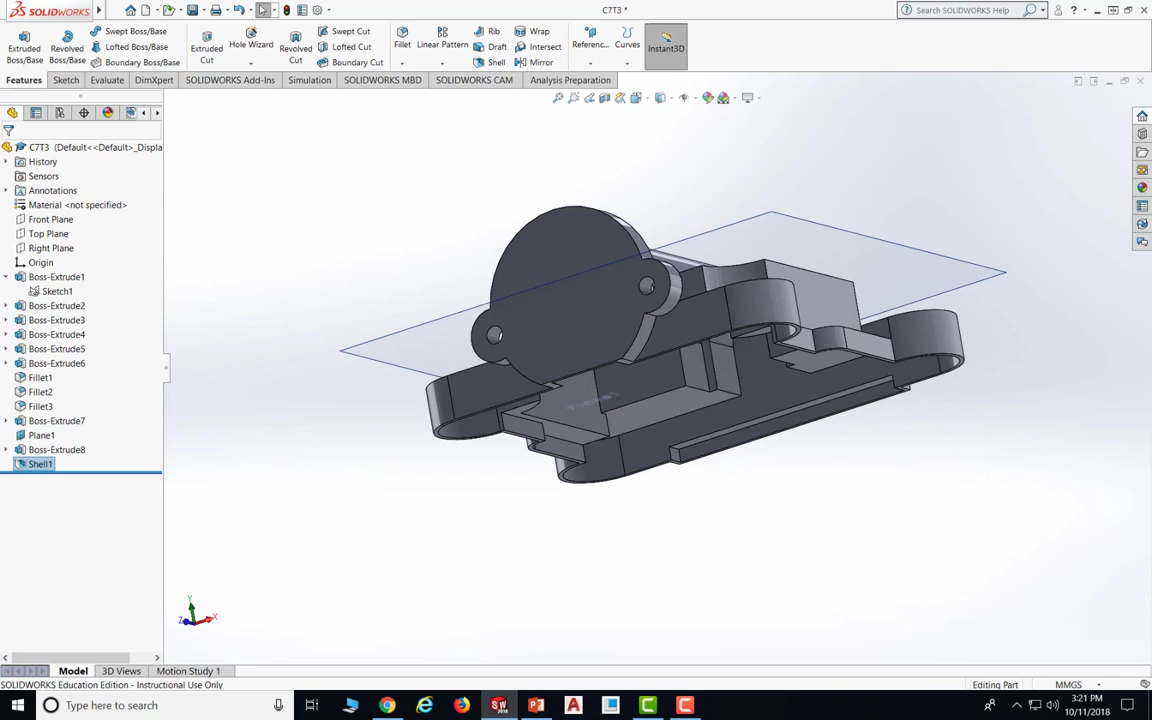 SOLIDWORKS
C7T3 *
Search SOLIDWORKS Help
Extruded Boss/Base
Revolved Boss/Base
Swept Boss/Base
Lofted Boss/Base
Boundary Boss/Base
Extruded Cut
Hole Wizard
Revolved Cut
Swept Cut
Lofted Cut
Boundary Cut
Fillet
Linear Pattern
Rib
Draft
Shell
Wrap
Intersect
Mirror
Referenc...
Curves
Instant3D
Features
Sketch
Evaluate
DimXpert
SOLIDWORKS Add-Ins
Simulation
SOLIDWORKS MBD
SOLIDWORKS CAM
Analysis Preparation
C7T3 (Default<<Default>_Displa
History
Sensors
Annotations
Material <not specified>
Front Plane
Top Plane
Right Plane
Origin
Boss-Extrude1
Sketch1
Boss-Extrude2
Boss-Extrude3
Boss-Extrude4
Boss-Extrude5
Boss-Extrude6
Fillet1
Fillet2
Fillet3
Boss-Extrude7
Plane1
Boss-Extrude8
Shell1
Y
Z
X
Model
3D Views
Motion Study 1
SOLIDWORKS Education Edition - Instructional Use Only
Editing Part
MMGS
Type here to search
3:21 PM
10/11/2018